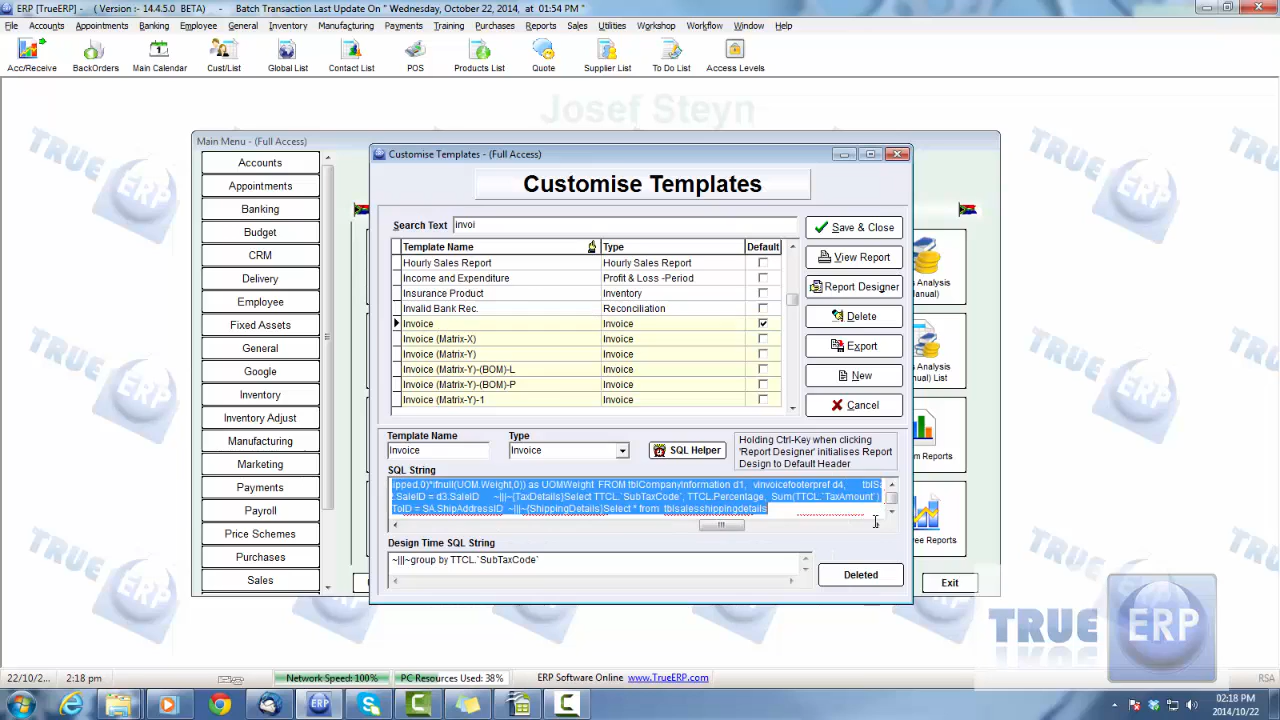 ERP [TrueERP] - ( Version :- 14.4.5.0 BETA) - Batch Transaction Last Update On " Wednesday, October 22, 2014, at 01:54 PM "
File Accounts Appointments Banking Employee General Inventory Manufacturing Payments Training Purchases Reports Sales Utilities Workshop Workflow Window Help
Acc/Receive BackOrders Main Calendar Cust/List Global List Contact List POS Products List Quote Supplier List To Do List Access Levels
Josef Steyn
Main Menu - (Full Access)
Accounts
Appointments
Banking
Budget
CRM
Delivery
Employee
Fixed Assets
General
Google
Inventory
Inventory Adjust
Manufacturing
Marketing
Payments
Payroll
Price Schemes
Purchases
Sales
Customise Templates - (Full Access)
Customise Templates
Search Text invoi
Template Name Type Default
Hourly Sales Report Hourly Sales Report
Income and Expenditure Profit & Loss -Period
Insurance Product Inventory
Invalid Bank Rec. Reconciliation
Invoice Invoice
Invoice (Matrix-X) Invoice
Invoice (Matrix-Y) Invoice
Invoice (Matrix-Y)-(BOM)-L Invoice
Invoice (Matrix-Y)-(BOM)-P Invoice
Invoice (Matrix-Y)-1 Invoice
Save & Close
View Report
Report Designer
Delete
Export
New
Cancel
Template Name Type
Invoice Invoice
SQL Helper
Holding Ctrl-Key when clicking
'Report Designer' initialises Report
Design to Default Header
SQL String
ipped,0)*ifnull(UOM.Weight,0)) as UOMWeight FROM tblCompanyInformation d1, vinvoicefooterpref d4, tblS
.SaleID = d3.SaleID ~|||~{TaxDetails}Select TTCL.`SubTaxCode`, TTCL.Percentage, Sum(TTCL.`TaxAmount`)
ToID = SA.ShipAddressID ~|||~{ShippingDetails}Select * from tblsalesshippingdetails
Design Time SQL String
~|||~group by TTCL.`SubTaxCode`
Deleted
Exit
s Analysis
anual)
s Analysis
ual) List
m Reports
ee Reports
TRUE ERP
22/10/2... 2:18 pm Network Speed: 100% PC Resources Used: 38% ERP Software Online www.TrueERP.com RSA
02:18 PM
2014/10/22